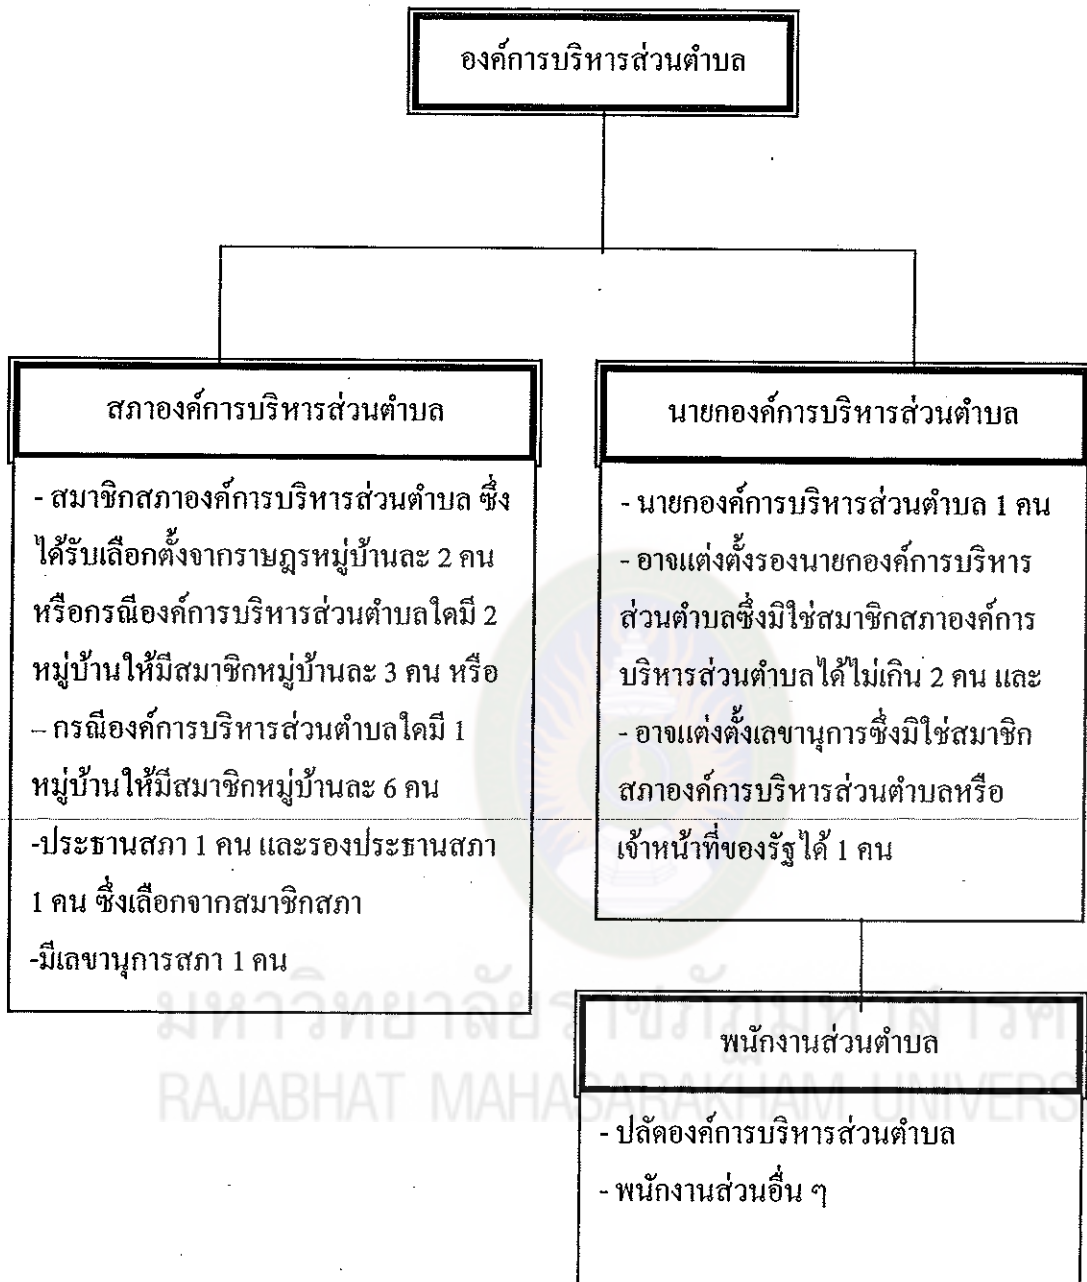 องค์การบริหารส่วนตำบล
สภาองค์การบริหารส่วนตำบล
- สมาชิกสภาองค์การบริหารส่วนตำบล ซึ่ง
ได้รับเลือกตั้งจากราษฎรหมู่บ้านละ 2 คน
หรือกรณีองค์การบริหารส่วนตำบลใดมี 2
หมู่บ้านให้มีสมาชิกหมู่บ้านละ 3 คน หรือ
– กรณีองค์การบริหารส่วนตำบลใดมี 1
หมู่บ้านให้มีสมาชิกหมู่บ้านละ 6 คน
-ประธานสภา 1 คน และรองประธานสภา
1 คน ซึ่งเลือกจากสมาชิกสภา
-มีเลขานุการสภา 1 คน
นายกองค์การบริหารส่วนตำบล
- นายกองค์การบริหารส่วนตำบล 1 คน
- อาจแต่งตั้งรองนายกองค์การบริหาร
ส่วนตำบลซึ่งมิใช่สมาชิกสภาองค์การ
บริหารส่วนตำบลได้ไม่เกิน 2 คน และ
- อาจแต่งตั้งเลขานุการซึ่งมิใช่สมาชิก
สภาองค์การบริหารส่วนตำบลหรือ
เจ้าหน้าที่ของรัฐได้ 1 คน
พนักงานส่วนตำบล
- ปลัดองค์การบริหารส่วนตำบล
- พนักงานส่วนอื่น ๆ
มหาวิทยาลัยราชภัฏมหาสารค
RAJABHAT MAHASARAKHAM UNIVERS